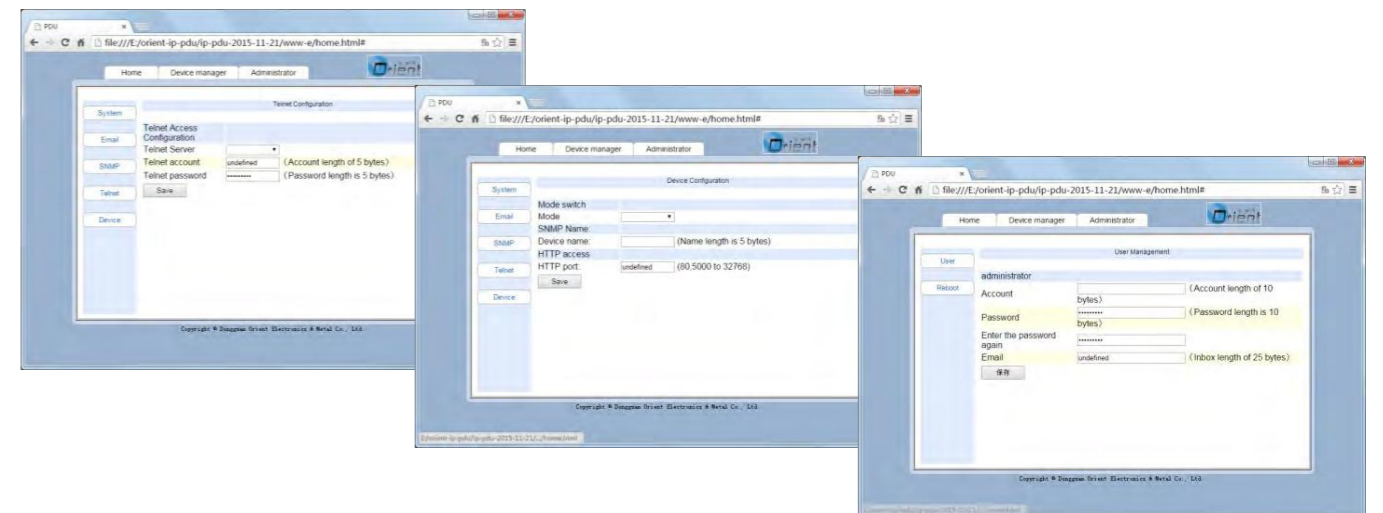 PDU
file:///E:/orient-ip-pdu/ip-pdu-2015-11-21/www-e/home.html#
Home Device manager Administrator
Orient
Telnet Configuration
System
Email
SNMP
Telnet
Device
Telnet Access
Configuration
Telnet Server
Telnet account undefined (Account length of 5 bytes)
Telnet password ········· (Password length is 5 bytes)
Save
Copyright © Dongguan Orient Electronics & Metal Co., Ltd
PDU
file:///E:/orient-ip-pdu/ip-pdu-2015-11-21/www-e/home.html#
Home Device manager Administrator
Orient
Device Configuration
System
Email
SNMP
Telnet
Device
Mode switch
Mode
SNMP Name:
Device name: (Name length is 5 bytes)
HTTP access
HTTP port: undefined (80,5000 to 32768)
Save
Copyright © Dongguan Orient Electronics & Metal Co., Ltd
PDU
file:///E:/orient-ip-pdu/ip-pdu-2015-11-21/www-e/home.html#
Home Device manager Administrator
Orient
User Management
User
Reboot
administrator
Account (Account length of 10
bytes)
Password ········· (Password length is 10
bytes)
Enter the password
again ·········
Email undefined (Inbox length of 25 bytes)
保存
Copyright © Dongguan Orient Electronics & Metal Co., Ltd